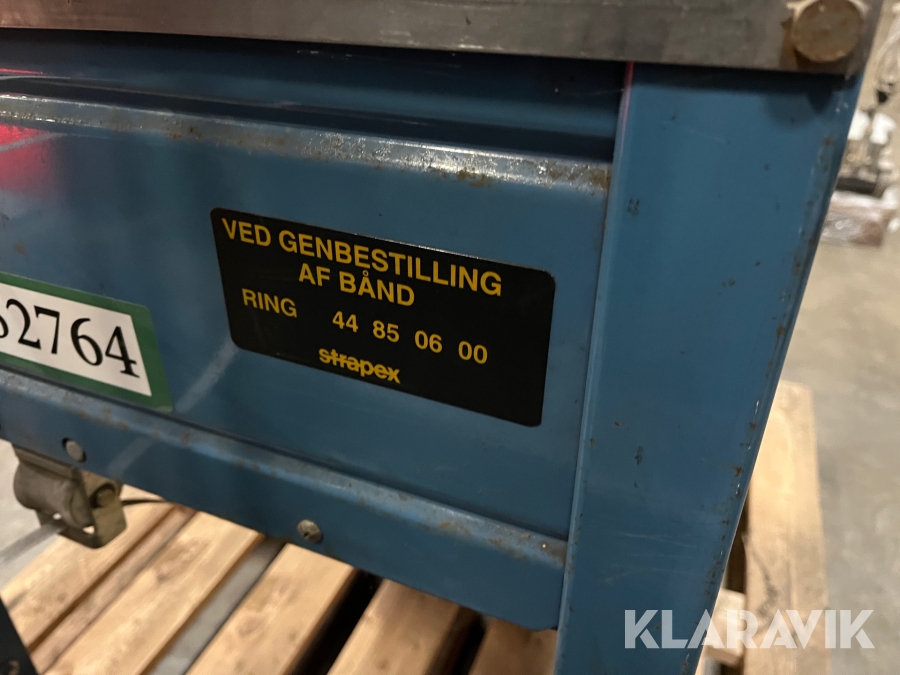 VED GENBESTILLING
AF BÅND
RING 44 85 06 00
strapex
2764
KLARAVIK